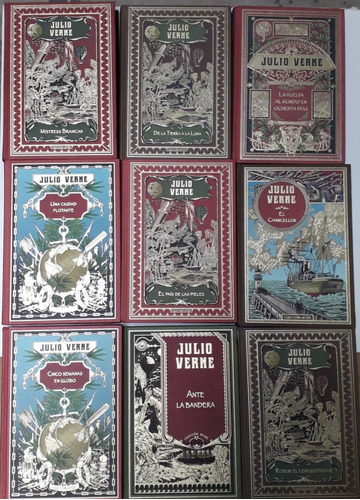 JULIO
VERNE
MISTRESS BRANICAN
JULIO
VERNE
DE LA TIERRA A LA LUNA
JULIO VERNE
LA VUELTA
AL MUNDO EN
OCHENTA DÍAS
JULIO VERNE
UNA CIUDAD
FLOTANTE
JULIO
VERNE
EL PAÍS DE LAS PIELES
JULIO
VERNE
EL
CHANCELLOR
JULIO VERNE
CINCO SEMANAS
EN GLOBO
JULIO
VERNE
ANTE
LA BANDERA
JULIO
VERNE
ROBUR EL CONQUISTADOR